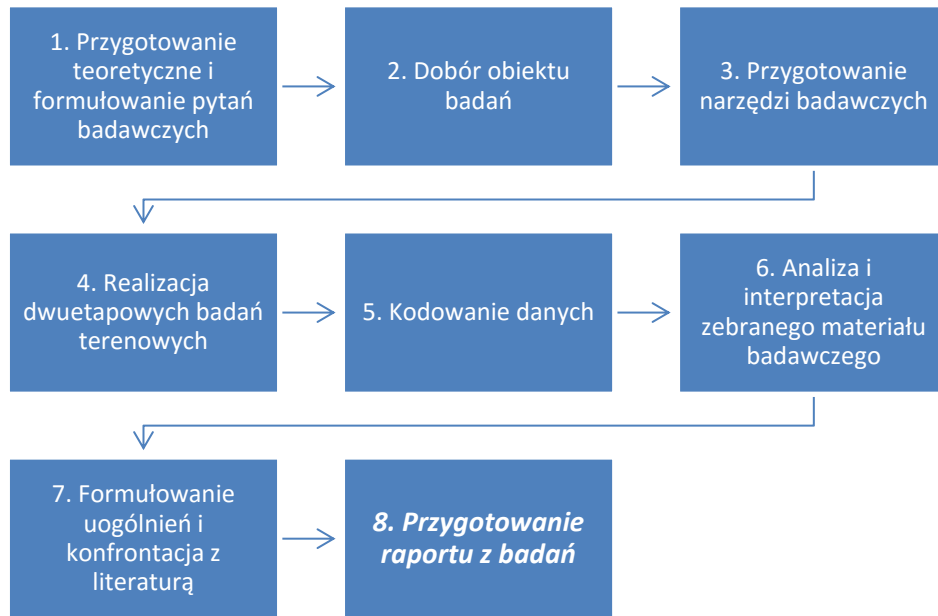 1. Przygotowanie
teoretyczne i
formułowanie pytań
badawczych
2. Dobór obiektu
badań
3. Przygotowanie
narzędzi badawczych
4. Realizacja
dwuetapowych badań
terenowych
5. Kodowanie danych
6. Analiza i
interpretacja
zebranego materiału
badawczego
7. Formułowanie
uogólnień i
konfrontacja z
literaturą
8. Przygotowanie
raportu z badań